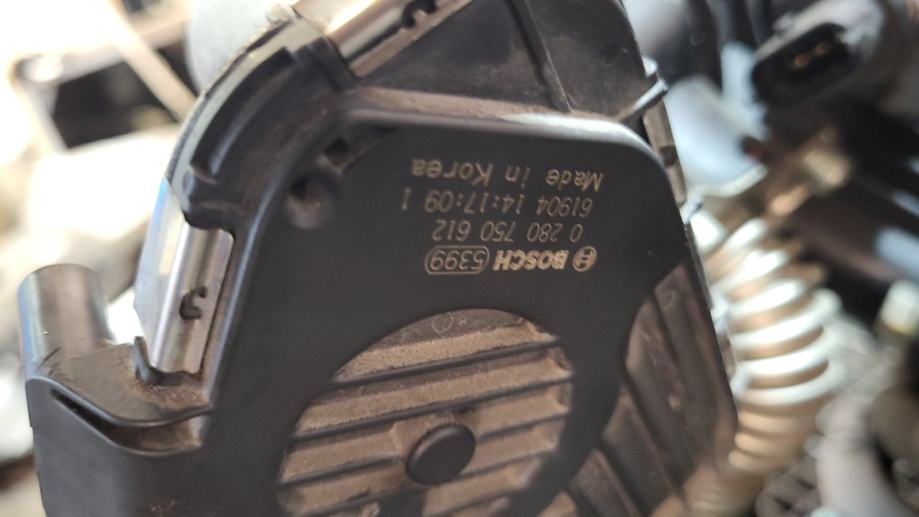 BOSCH 5399
0 280 750 612
61904 14:17:09 1
Made in Korea